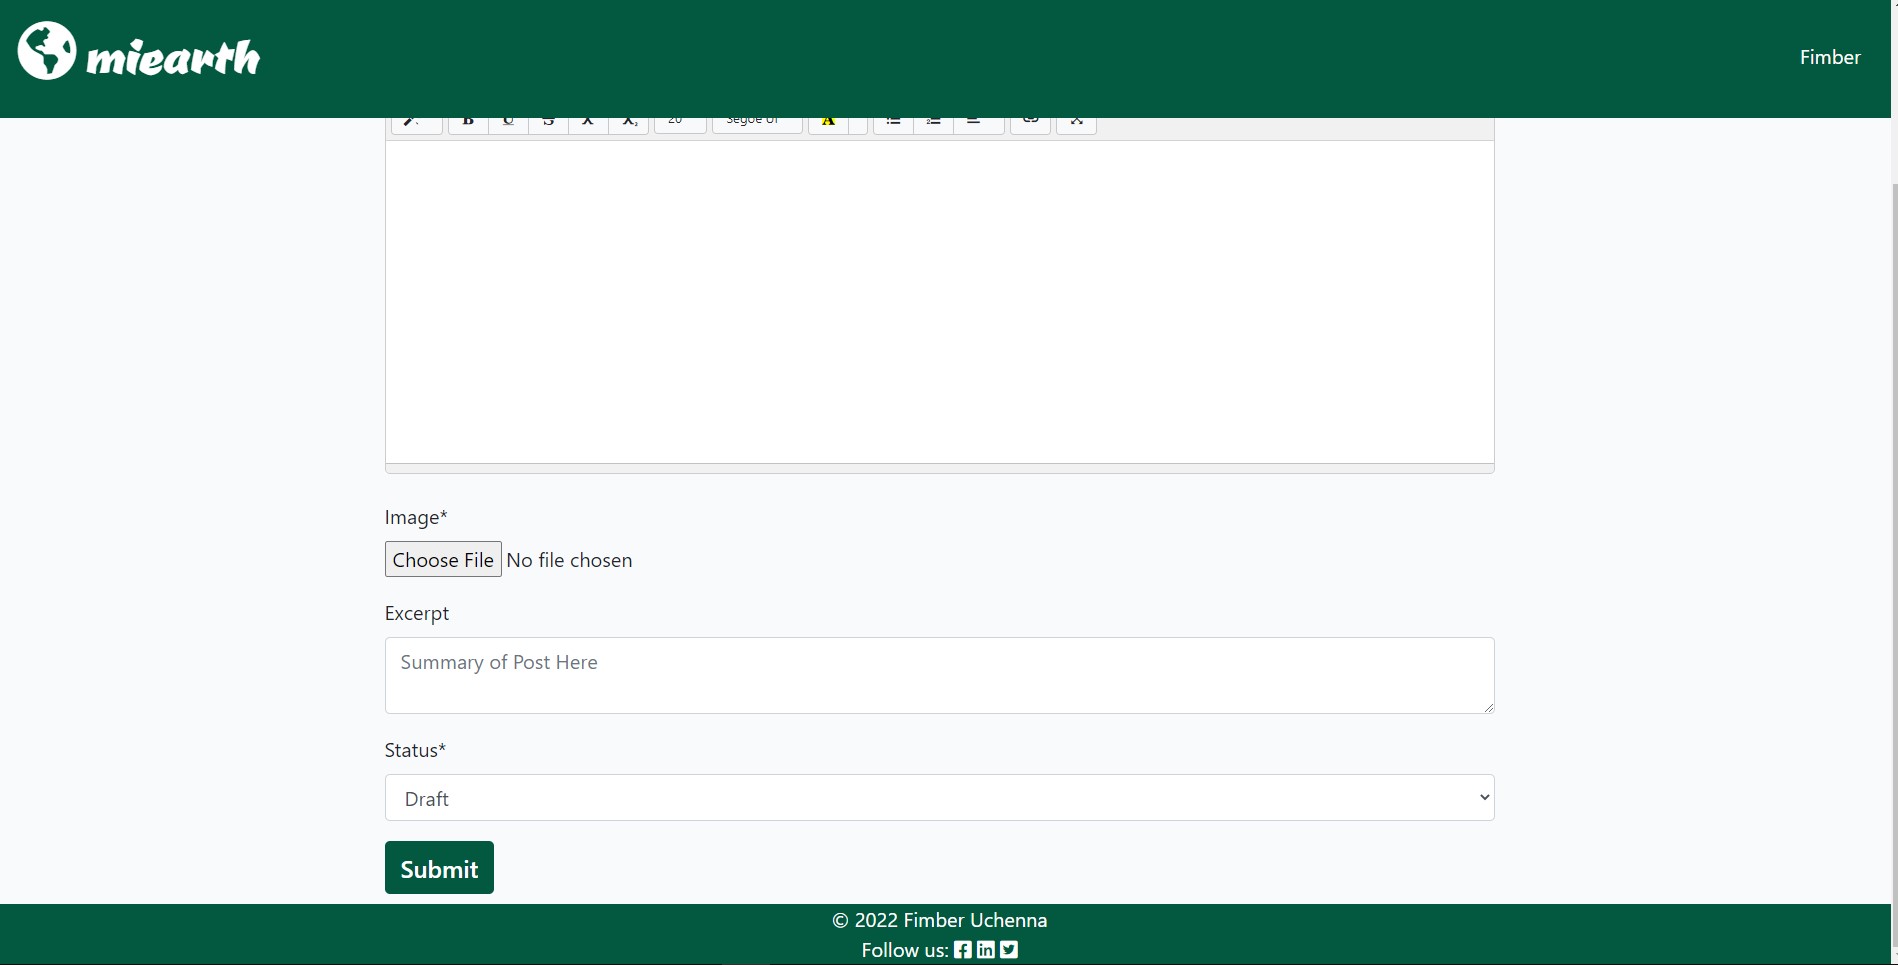 miearth
Fimber
B U S X X, 20 Segoe UI A
Image*
Choose File No file chosen
Excerpt
Summary of Post Here
Status*
Draft
Submit
© 2022 Fimber Uchenna
Follow us: